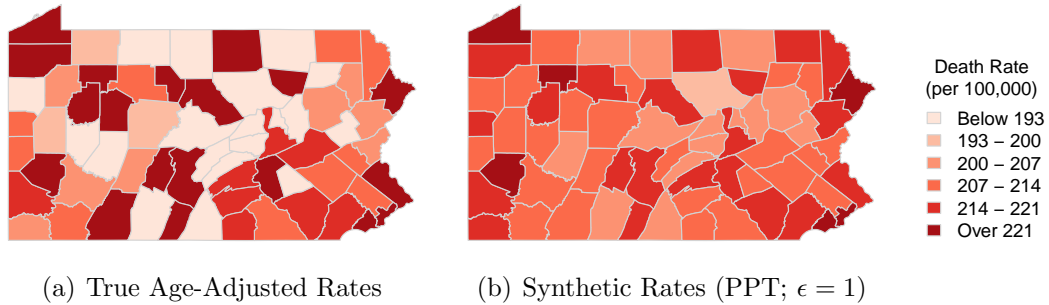 Death Rate
(per 100,000)
Below 193
193 − 200
200 − 207
207 − 214
214 − 221
Over 221
(a) True Age-Adjusted Rates
(b) Synthetic Rates (PPT; ϵ = 1)